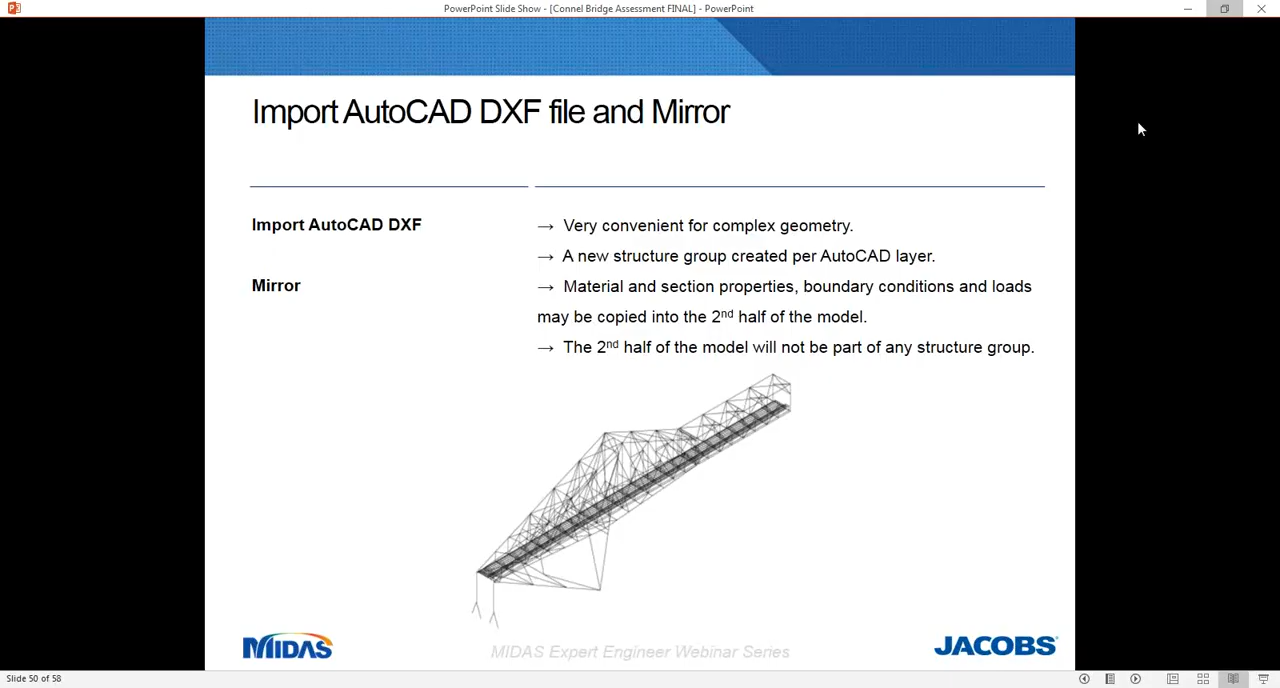 PowerPoint Slide Show - [Connel Bridge Assessment FINAL] - PowerPoint
Import AutoCAD DXF file and Mirror
Import AutoCAD DXF
→ Very convenient for complex geometry.
→ A new structure group created per AutoCAD layer.
Mirror
→ Material and section properties, boundary conditions and loads
may be copied into the 2nd half of the model.
→ The 2nd half of the model will not be part of any structure group.
MIDAS
MIDAS Expert Engineer Webinar Series
JACOBS
Slide 50 of 58